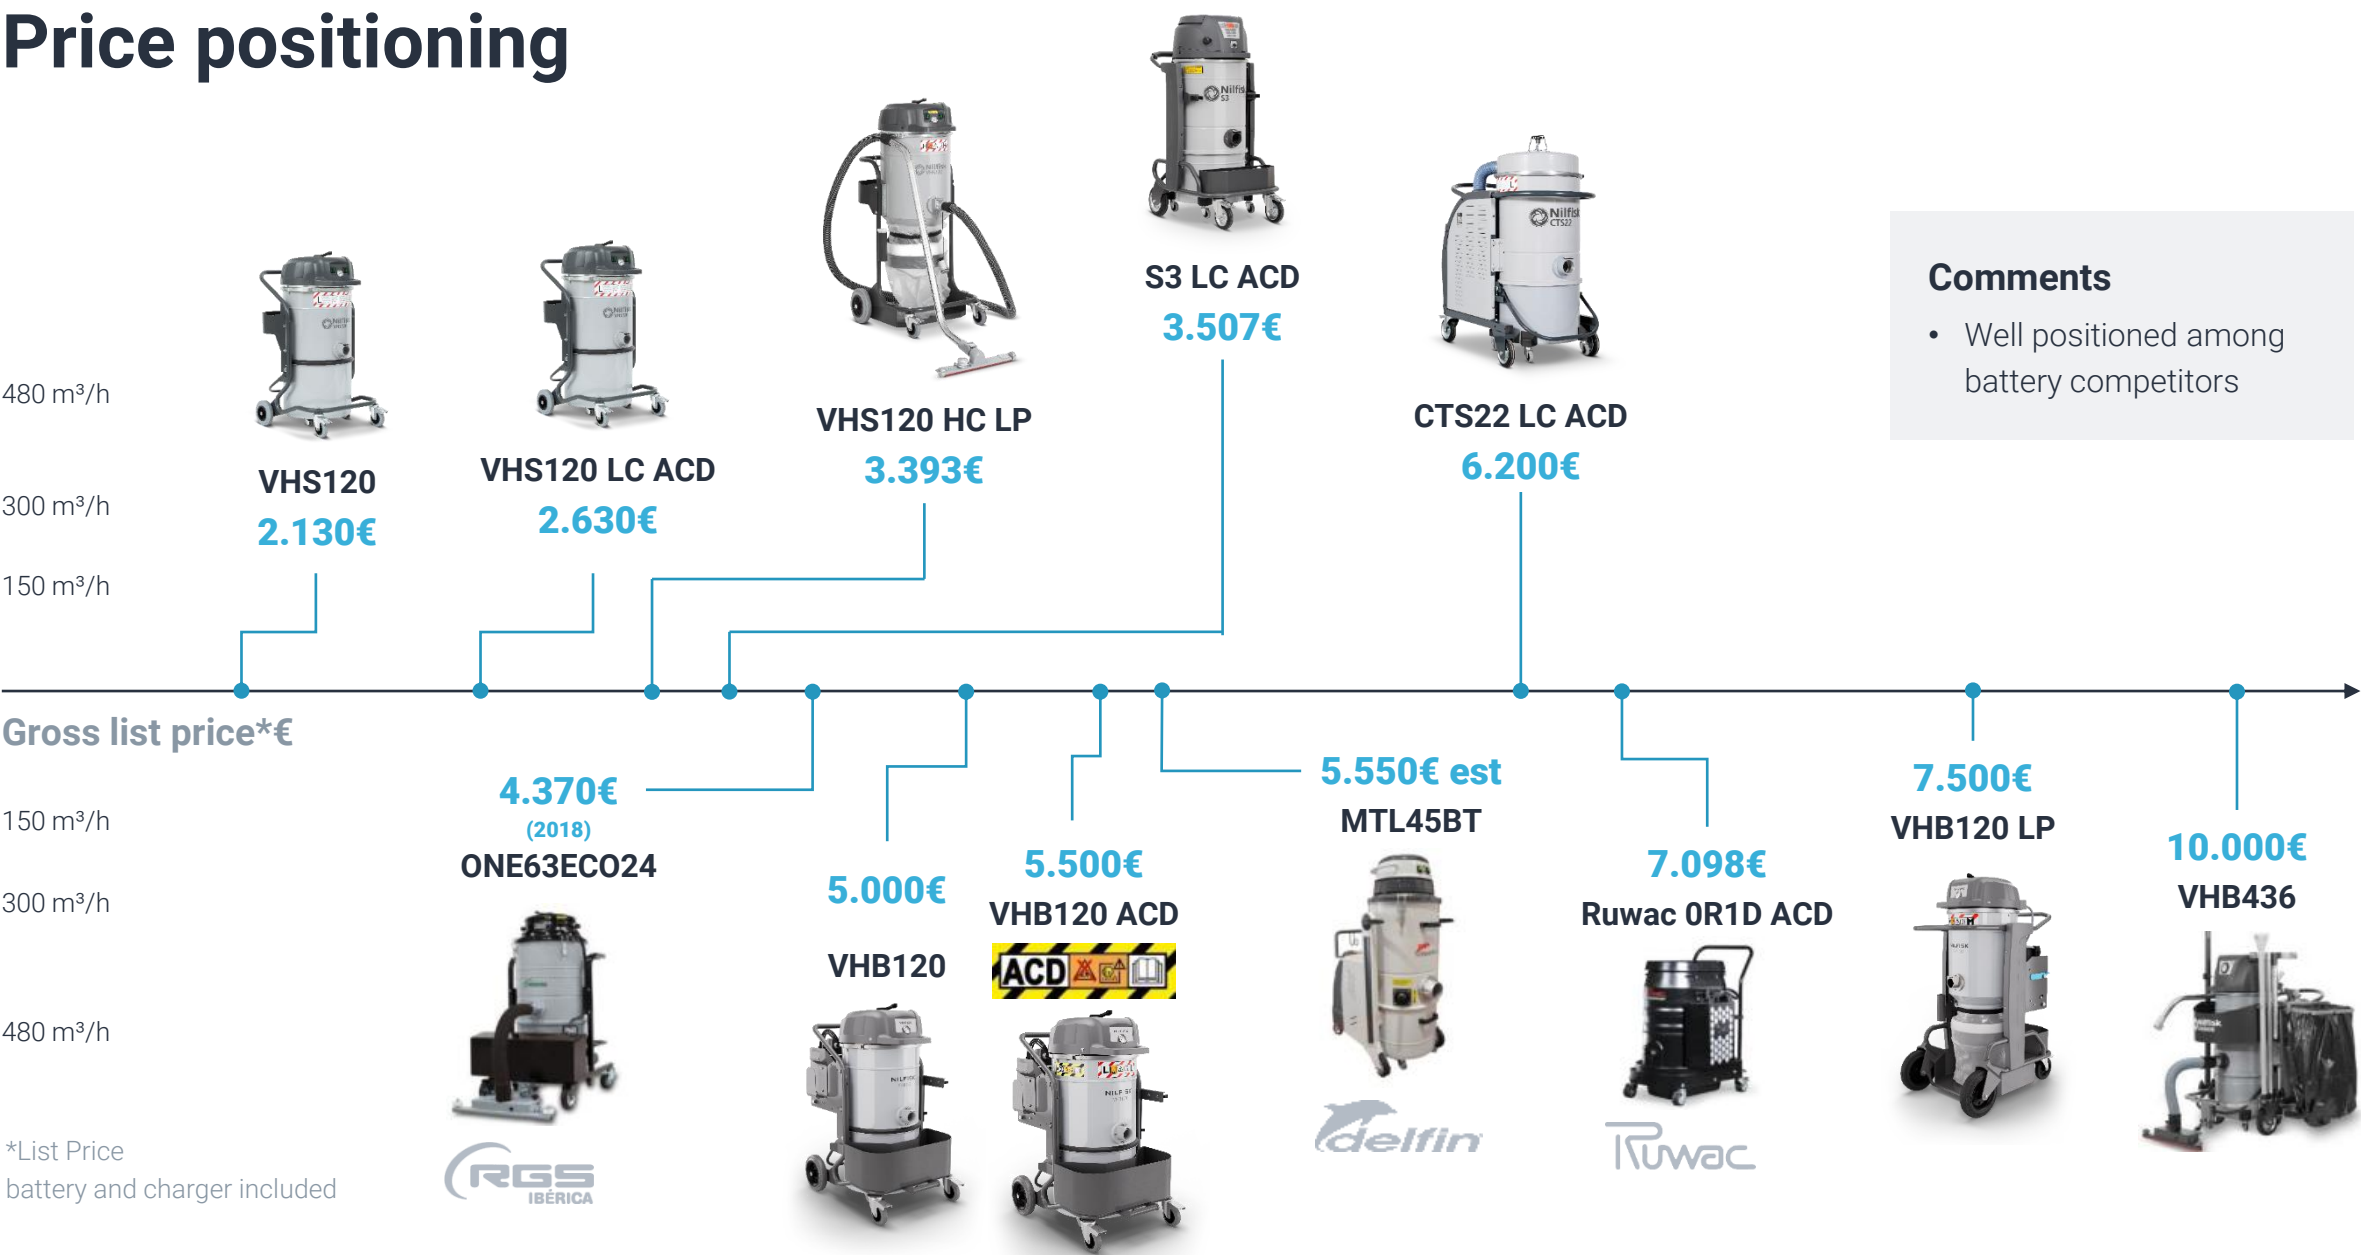 Price positioning
480 m³/h
300 m³/h
150 m³/h
VHS120
2.130€
VHS120 LC ACD
2.630€
VHS120 HC LP
3.393€
S3 LC ACD
3.507€
CTS22 LC ACD
6.200€
Nilfisk
S3
Nilfisk
CTS22
Comments
• Well positioned among
battery competitors
Gross list price*€
150 m³/h
300 m³/h
480 m³/h
4.370€
(2018)
ONE63ECO24
RGS
IBÉRICA
5.000€
VHB120
5.500€
VHB120 ACD
ACD
5.550€ est
MTL45BT
delfin
7.098€
Ruwac 0R1D ACD
Ruwac
7.500€
VHB120 LP
10.000€
VHB436
*List Price
battery and charger included